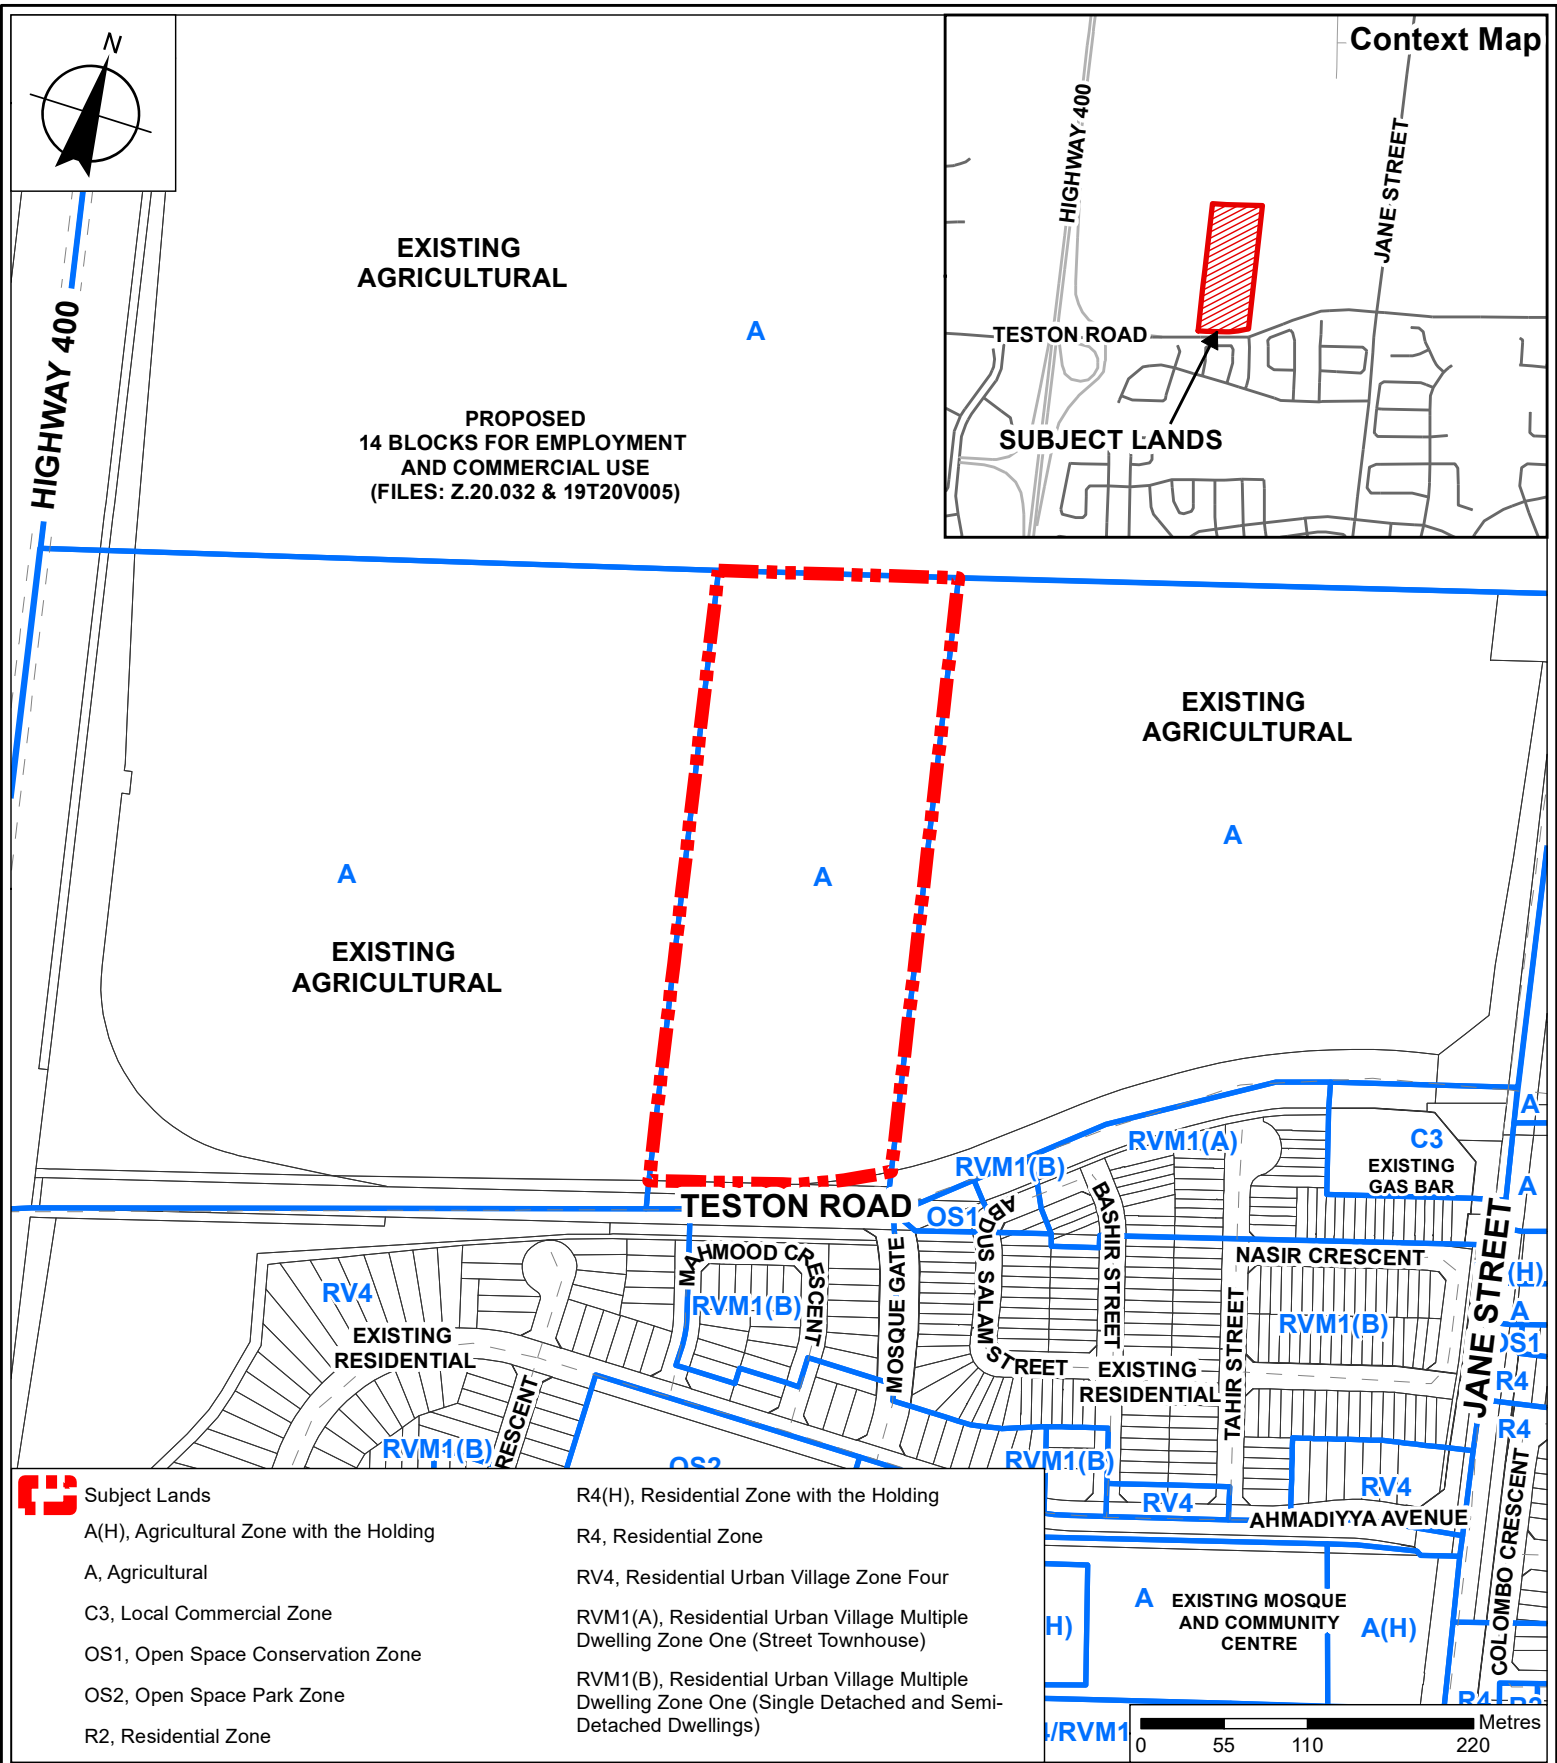 N
Context Map
HIGHWAY 400
JANE STREET
TESTON ROAD
SUBJECT LANDS
EXISTING
AGRICULTURAL
A
HIGHWAY 400
PROPOSED
14 BLOCKS FOR EMPLOYMENT
AND COMMERCIAL USE
(FILES: Z.20.032 & 19T20V005)
EXISTING
AGRICULTURAL
A
A
A
EXISTING
AGRICULTURAL
A
RVM1(A)
C3
EXISTING
GAS BAR
RVM1(B)
A
TESTON ROAD
OS1
ABDUS SALAM
STREET
BASHIR STREET
MAHMOOD CRESCENT
CRESCENT
MOSQUE GATE
NASIR CRESCENT
JANE STREET
(H)
RV4
RVM1(B)
TAHIR STREET
RVM1(B)
A
OS1
EXISTING
RESIDENTIAL
EXISTING
RESIDENTIAL
R4
R4
RESCENT
RVM1(B)
OS2
RVM1(B)
RV4
RV4
AHMADIYYA AVENUE
COLOMBO CRESCENT
A
EXISTING MOSQUE
AND COMMUNITY
CENTRE
A(H)
H)
R4
R2
4/RVM1
Subject Lands
A(H), Agricultural Zone with the Holding
A, Agricultural
C3, Local Commercial Zone
OS1, Open Space Conservation Zone
OS2, Open Space Park Zone
R2, Residential Zone
R4(H), Residential Zone with the Holding
R4, Residential Zone
RV4, Residential Urban Village Zone Four
RVM1(A), Residential Urban Village Multiple
Dwelling Zone One (Street Townhouse)
RVM1(B), Residential Urban Village Multiple
Dwelling Zone One (Single Detached and Semi-
Detached Dwellings)
Metres
0 55 110 220